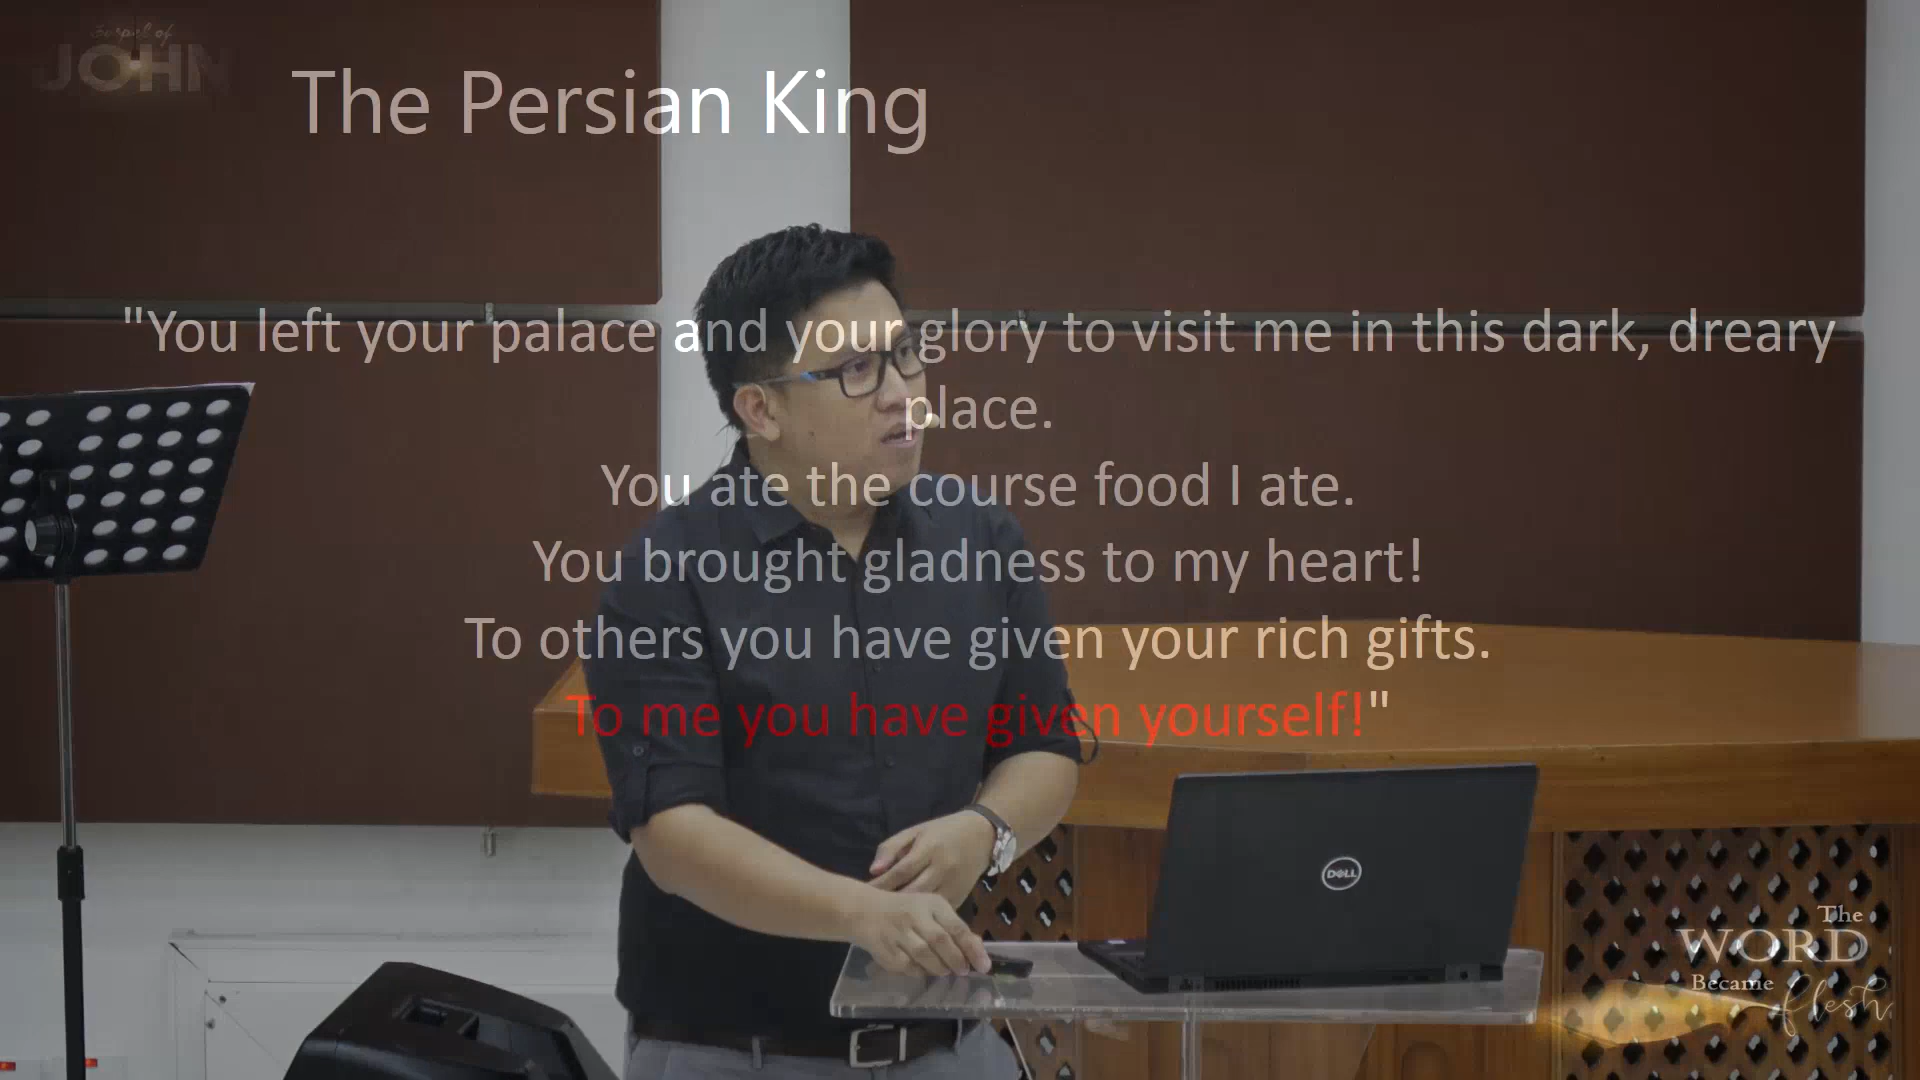 Gospel of
JOHN
The Persian King
"You left your palace and your glory to visit me in this dark, dreary
place.
You ate the course food I ate.
You brought gladness to my heart!
To others you have given your rich gifts.
To me you have given yourself!"
DELL
The
WORD
Became
flesh